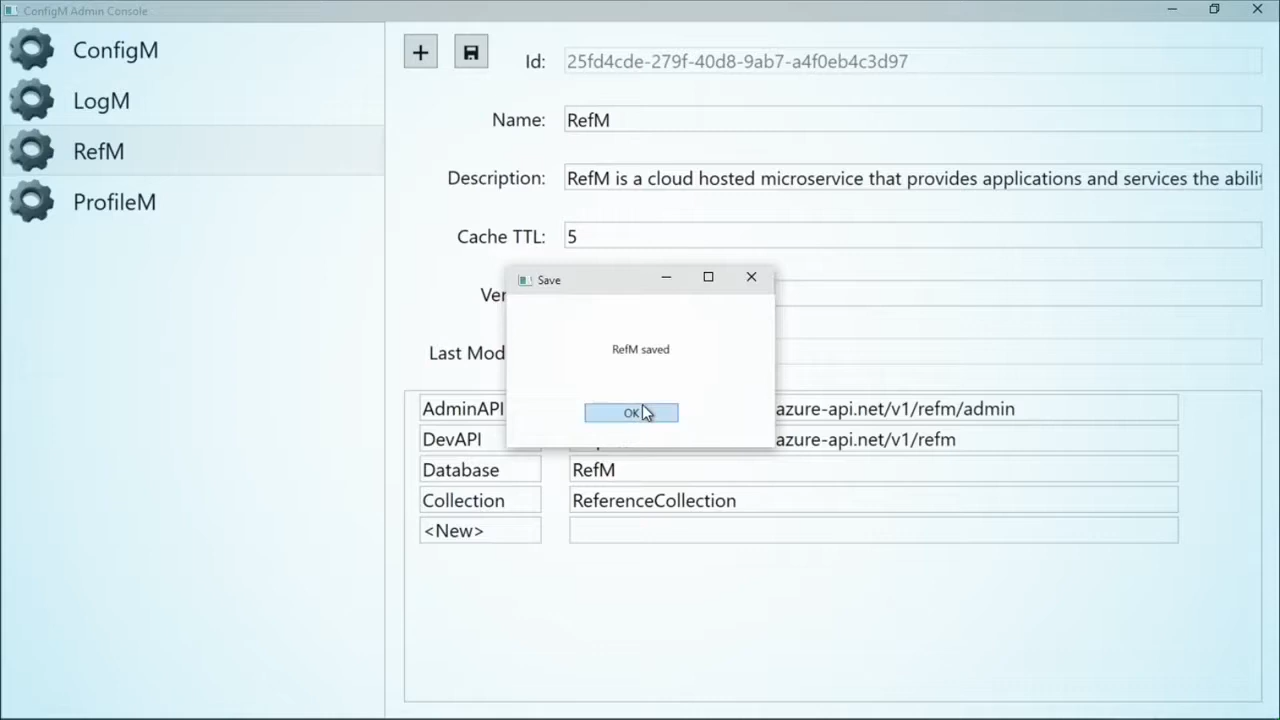 ConfigM Admin Console
ConfigM
LogM
RefM
ProfileM
Id: 25fd4cde-279f-40d8-9ab7-a4f0eb4c3d97
Name: RefM
Description: RefM is a cloud hosted microservice that provides applications and services the abilit
Cache TTL: 5
Ver
Last Mod
Save
RefM saved
OK
AdminAPI azure-api.net/v1/refm/admin
DevAPI azure-api.net/v1/refm
Database RefM
Collection ReferenceCollection
<New>